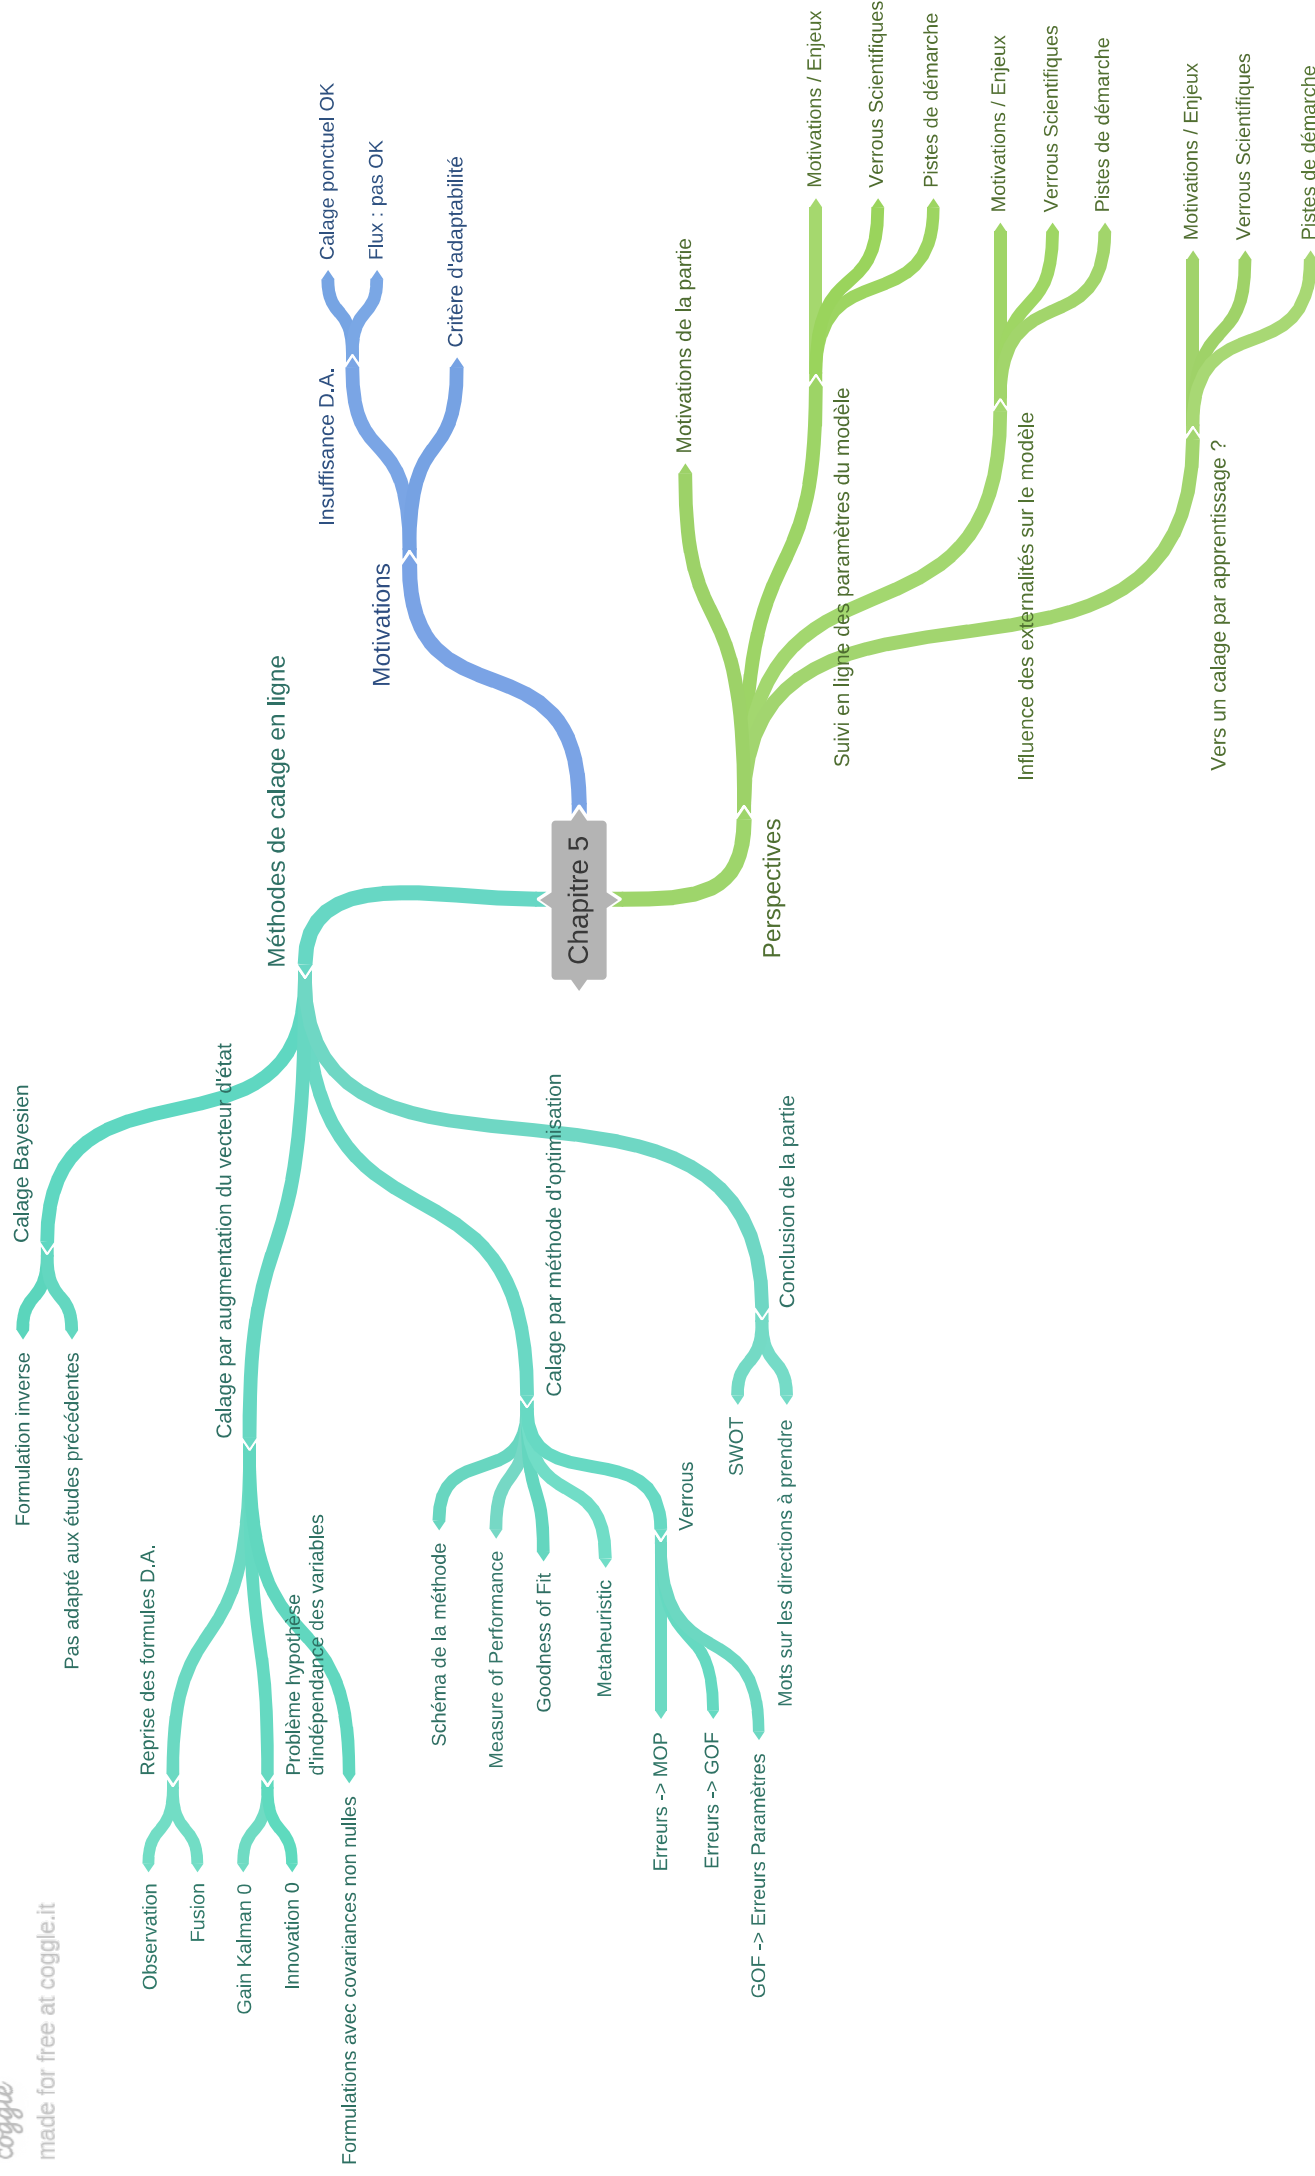 Chapitre 5
Motivations
Insuffisance D.A.
Calage ponctuel OK
Flux : pas OK
Critère d'adaptabilité
Méthodes de calage en ligne
Calage Bayesien
Formulation inverse
Pas adapté aux études précédentes
Calage par augmentation du vecteur d'état
Reprise des formules D.A.
Observation
Fusion
Problème hypothèse
d'indépendance des variables
Gain Kalman 0
Innovation 0
Formulations avec covariances non nulles
Calage par méthode d'optimisation
Schéma de la méthode
Measure of Performance
Goodness of Fit
Metaheuristic
Verrous
Erreurs -> MOP
Erreurs -> GOF
GOF -> Erreurs Paramètres
Conclusion de la partie
SWOT
Mots sur les directions à prendre
Perspectives
Motivations de la partie
Suivi en ligne des paramètres du modèle
Motivations / Enjeux
Verrous Scientifiques
Pistes de démarche
Influence des externalités sur le modèle
Motivations / Enjeux
Verrous Scientifiques
Pistes de démarche
Vers un calage par apprentissage ?
Motivations / Enjeux
Verrous Scientifiques
Pistes de démarche
coggle
made for free at coggle.it